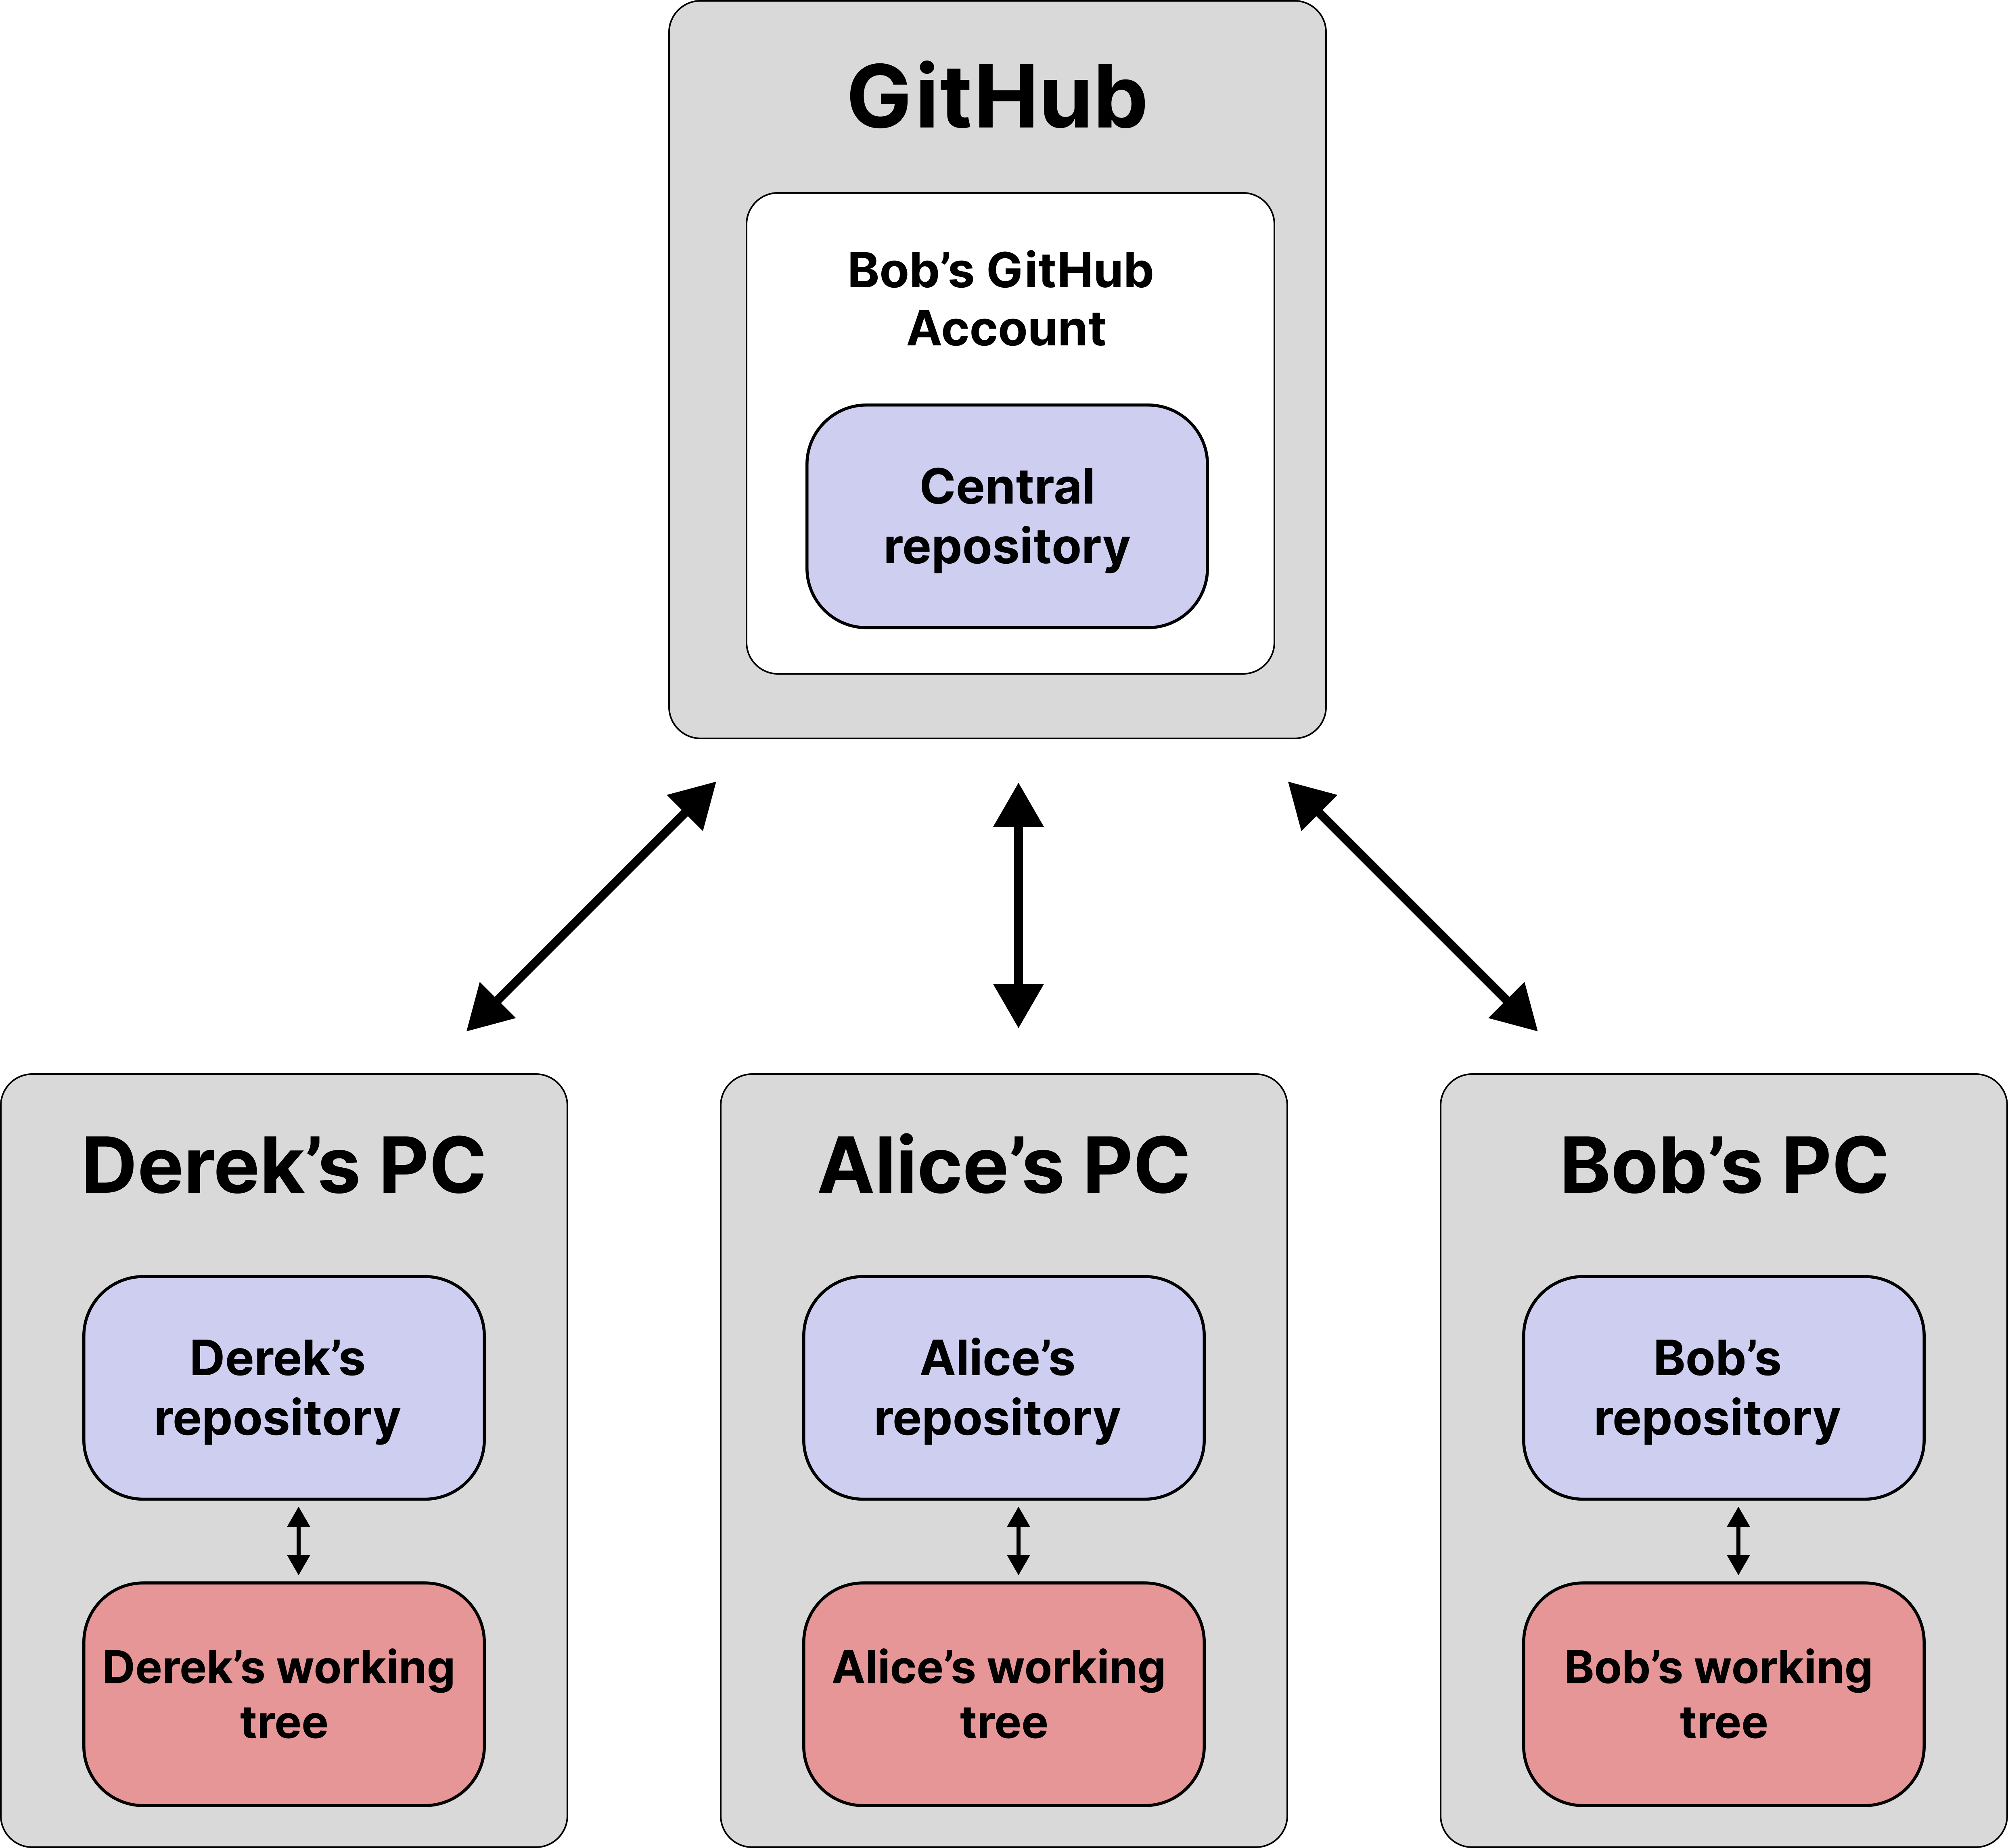 GitHub
Bob’s GitHub
Account
Central
repository
Derek’s PC
Alice’s PC
Bob’s PC
Derek’s
repository
Alice’s
repository
Bob’s
repository
Derek’s working
tree
Alice’s working
tree
Bob’s working
tree